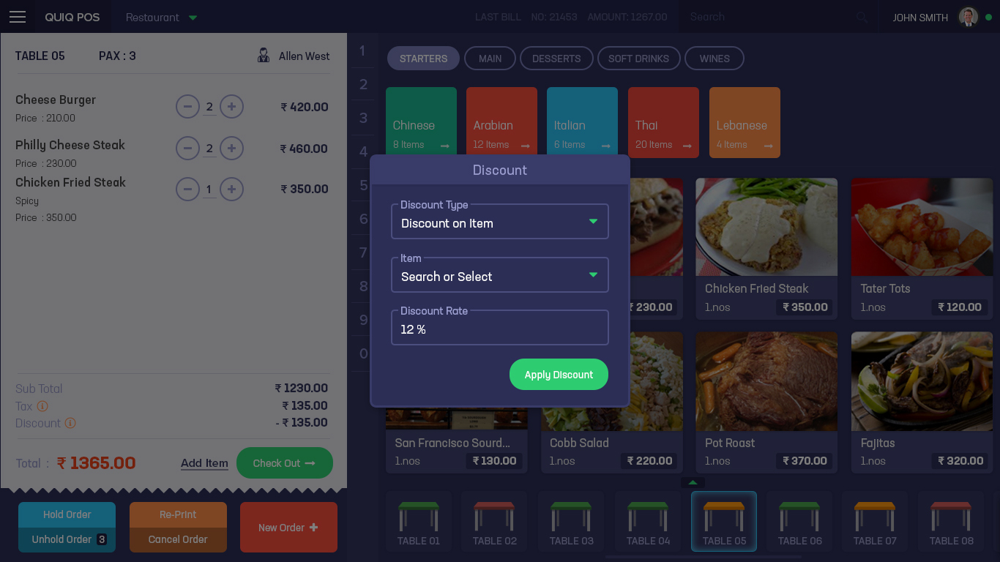 QUIQ POS
Restaurant
LAST BILL NO: 21453 AMOUNT: 1267.00
Search
JOHN SMITH
TABLE 05 PAX : 3
Allen West
Cheese Burger
Price : 210.00
2
₹ 420.00
Philly Cheese Steak
Price : 230.00
2
₹ 460.00
Chicken Fried Steak
Spicy
Price : 350.00
1
₹ 350.00
Sub Total ₹ 1230.00
Tax ₹ 135.00
Discount - ₹ 135.00
Total : ₹ 1365.00
Add Item
Check Out
Hold Order
Unhold Order 3
Re-Print
Cancel Order
New Order
1
2
3
4
5
6
7
8
9
0
STARTERS
MAIN
DESSERTS
SOFT DRINKS
WINES
Chinese
8 Items
Arabian
12 Items
Italian
6 Items
Thai
20 Items
Lebanese
4 Items
Discount
Discount Type
Discount on Item
Item
Search or Select
Discount Rate
12 %
Apply Discount
₹ 230.00
Chicken Fried Steak
1.nos ₹ 350.00
Tater Tots
1.nos ₹ 120.00
San Francisco Sourd...
1.nos ₹ 130.00
Cobb Salad
1.nos ₹ 220.00
Pot Roast
1.nos ₹ 370.00
Fajitas
1.nos ₹ 320.00
TABLE 01
TABLE 02
TABLE 03
TABLE 04
TABLE 05
TABLE 06
TABLE 07
TABLE 08